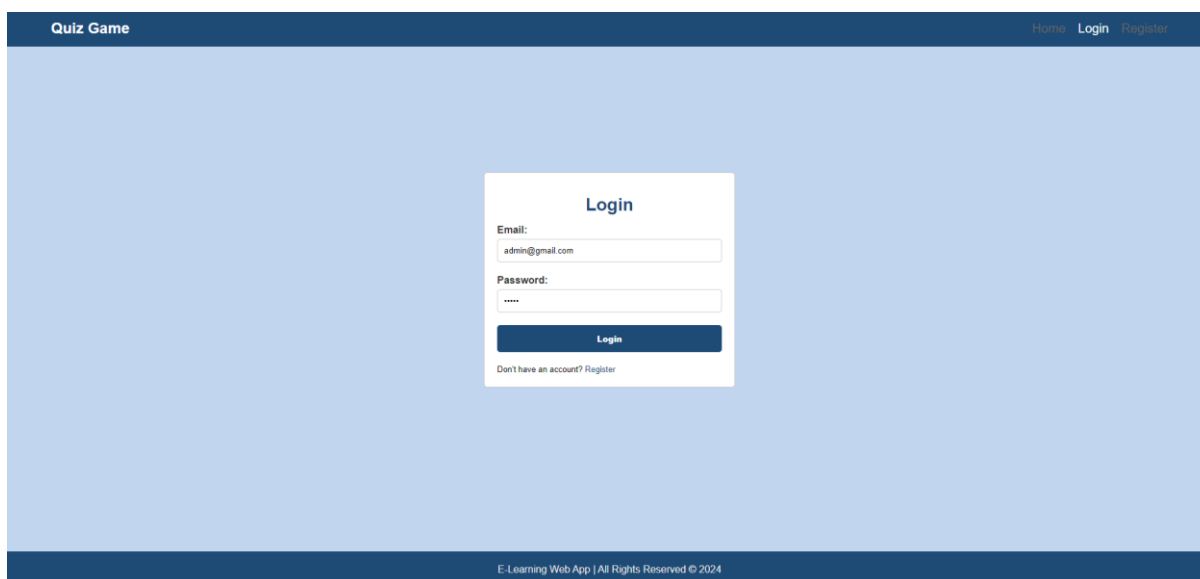 Quiz Game
Home Login Register
Login
Email:
admin@gmail.com
Password:
•••••
Login
Don't have an account? Register
E-Learning Web App | All Rights Reserved © 2024